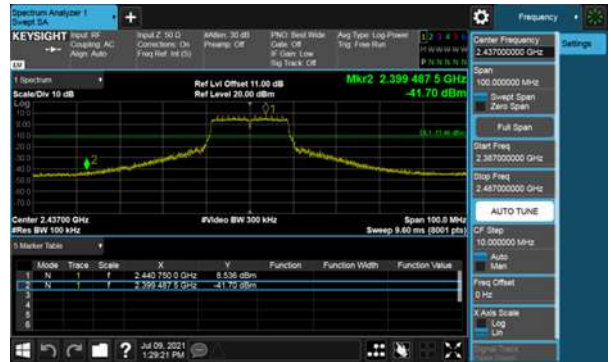 Spectrum Analyzer 1
Swept SA
Frequency
KEYSIGHT
Input: RF
Coupling: AC
Align: Auto
Input Z: 50 Ω
Corrections: On
Freq Ref: Int (S)
#Atten: 30 dB
Preamp: Off
PNO: Best Wide
Gate: Off
IF Gain: Low
Sig Track: Off
Avg Type: Log-Power
Trig: Free Run
1 2 3 4 5 6
M W W W W W
P N N N N N
Center Frequency
2.437000000 GHz
Settings
Span
100.000000 MHz
Swept Span
Zero Span
Full Span
Start Freq
2.387000000 GHz
Stop Freq
2.487000000 GHz
AUTO TUNE
CF Step
10.000000 MHz
Auto
Man
Freq Offset
0 Hz
X Axis Scale
Log
Lin
1 Spectrum
Scale/Div 10 dB
Log
Ref Lvl Offset 11.00 dB
Ref Level 20.00 dBm
Mkr2 2.399 487 5 GHz
-41.70 dBm
Center 2.43700 GHz
#Res BW 100 kHz
#Video BW 300 kHz
Span 100.0 MHz
Sweep 9.60 ms (8001 pts)
5 Marker Table
Mode Trace Scale X Y Function Function Width Function Value
1 N 1 f 2.440 750 0 GHz 8.536 dBm
2 N 1 f 2.399 487 5 GHz -41.70 dBm
3
4
5
6
Jul 09, 2021
1:29:21 PM